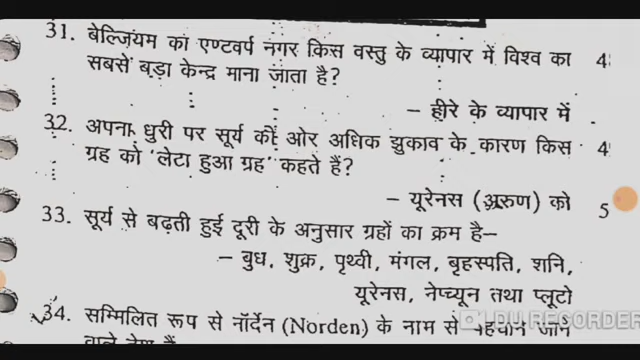 31. बेल्जियम का एण्टवर्प नगर किस वस्तु के व्यापार में विश्व का 4
सबसे बड़ा केन्द्र माना जाता है?
– हीरे के व्यापार में
32. अपना धुरी पर सूर्य की ओर अधिक झुकाव के कारण किस 4
ग्रह को 'लेटा हुआ ग्रह' कहते हैं?
– यूरेनस (अरुण) को 5
33. सूर्य से बढ़ती हुई दूरी के अनुसार ग्रहों का क्रम है–
– बुध, शुक्र, पृथ्वी, मंगल, बृहस्पति, शनि,
यूरेनस, नेप्च्यून तथा प्लूटो
34. सम्मिलित रूप से नॉर्दन (Norden) के नाम से
DU RECORDER